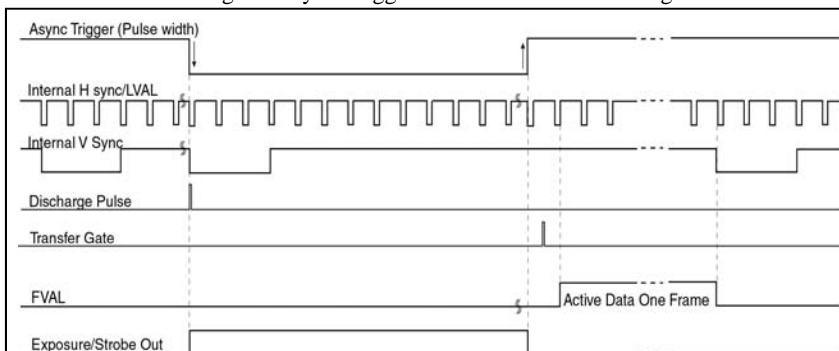 Async Trigger (Pulse width)
Internal H sync/LVAL
Internal V Sync
Discharge Pulse
Transfer Gate
FVAL
Active Data One Frame
Exposure/Strobe Out